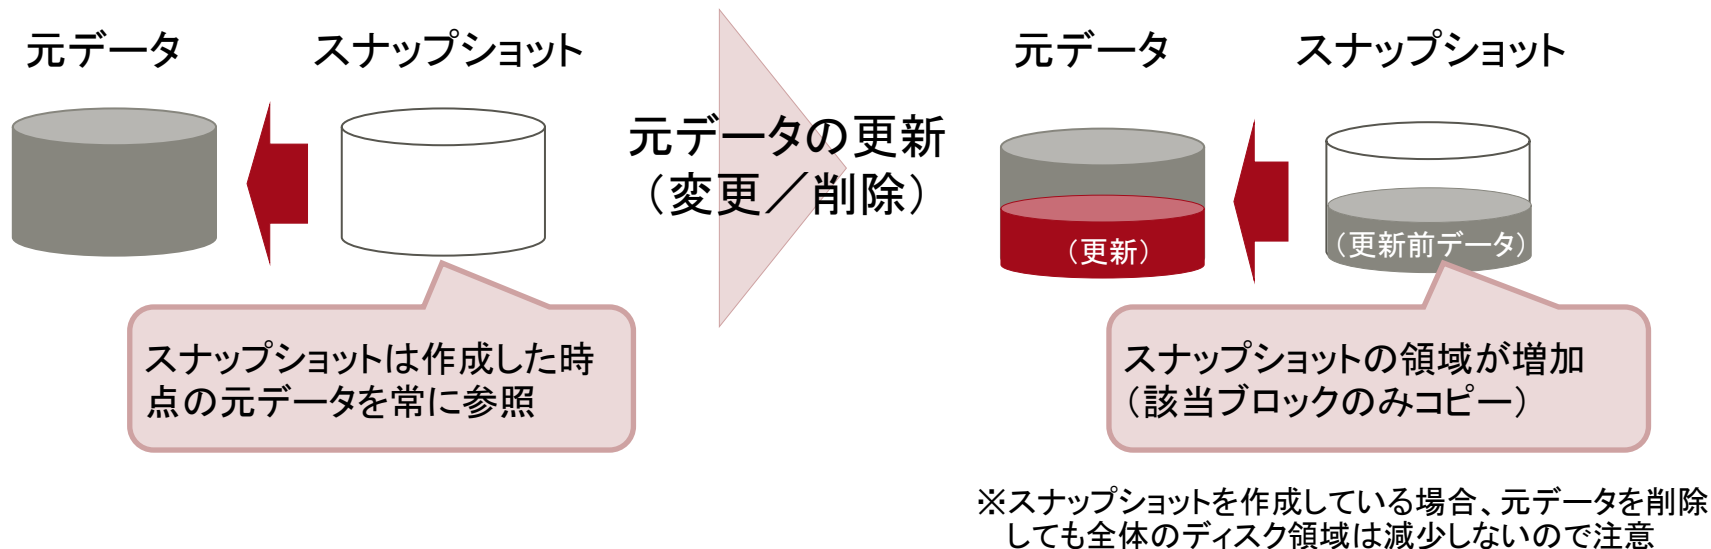 元データ
スナップショット
スナップショットは作成した時
点の元データを常に参照
元データの更新
（変更／削除）
元データ
スナップショット
（更新）
（更新前データ）
スナップショットの領域が増加
（該当ブロックのみコピー）
※スナップショットを作成している場合、元データを削除
しても全体のディスク領域は減少しないので注意